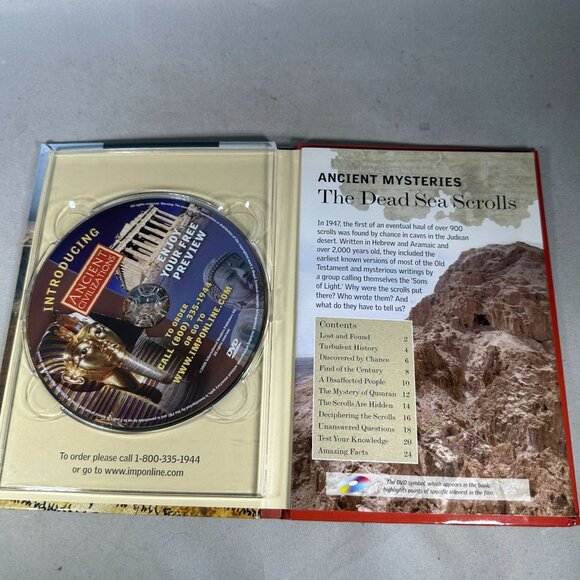 INTRODUCING
ANCIENT
CIVILIZATIONS
ENJOY
YOUR FREE
PREVIEW
TO ORDER
CALL (800) 335-1944
OR GO TO
WWW.IMPONLINE.COM
DVD
To order please call 1-800-335-1944
or go to www.imponline.com
ANCIENT MYSTERIES
The Dead Sea Scrolls
In 1947, the first of an eventual haul of over 900
scrolls was found by chance in caves in the Judean
desert. Written in Hebrew and Aramaic and
over 2,000 years old, they included the
earliest known versions of most of the Old
Testament and mysterious writings by
a group calling themselves the 'Sons
of Light.' Why were the scrolls put
there? Who wrote them? And
what do they have to tell us?
Contents
Lost and Found 2
Turbulent History 4
Discovered by Chance 6
Find of the Century 8
A Disaffected People 10
The Mystery of Qumran 12
The Scrolls Are Hidden 14
Deciphering the Scrolls 16
Unanswered Questions 18
Test Your Knowledge 20
Amazing Facts 24
The DVD symbol, which appears in the book,
highlights points of specific interest in the film.